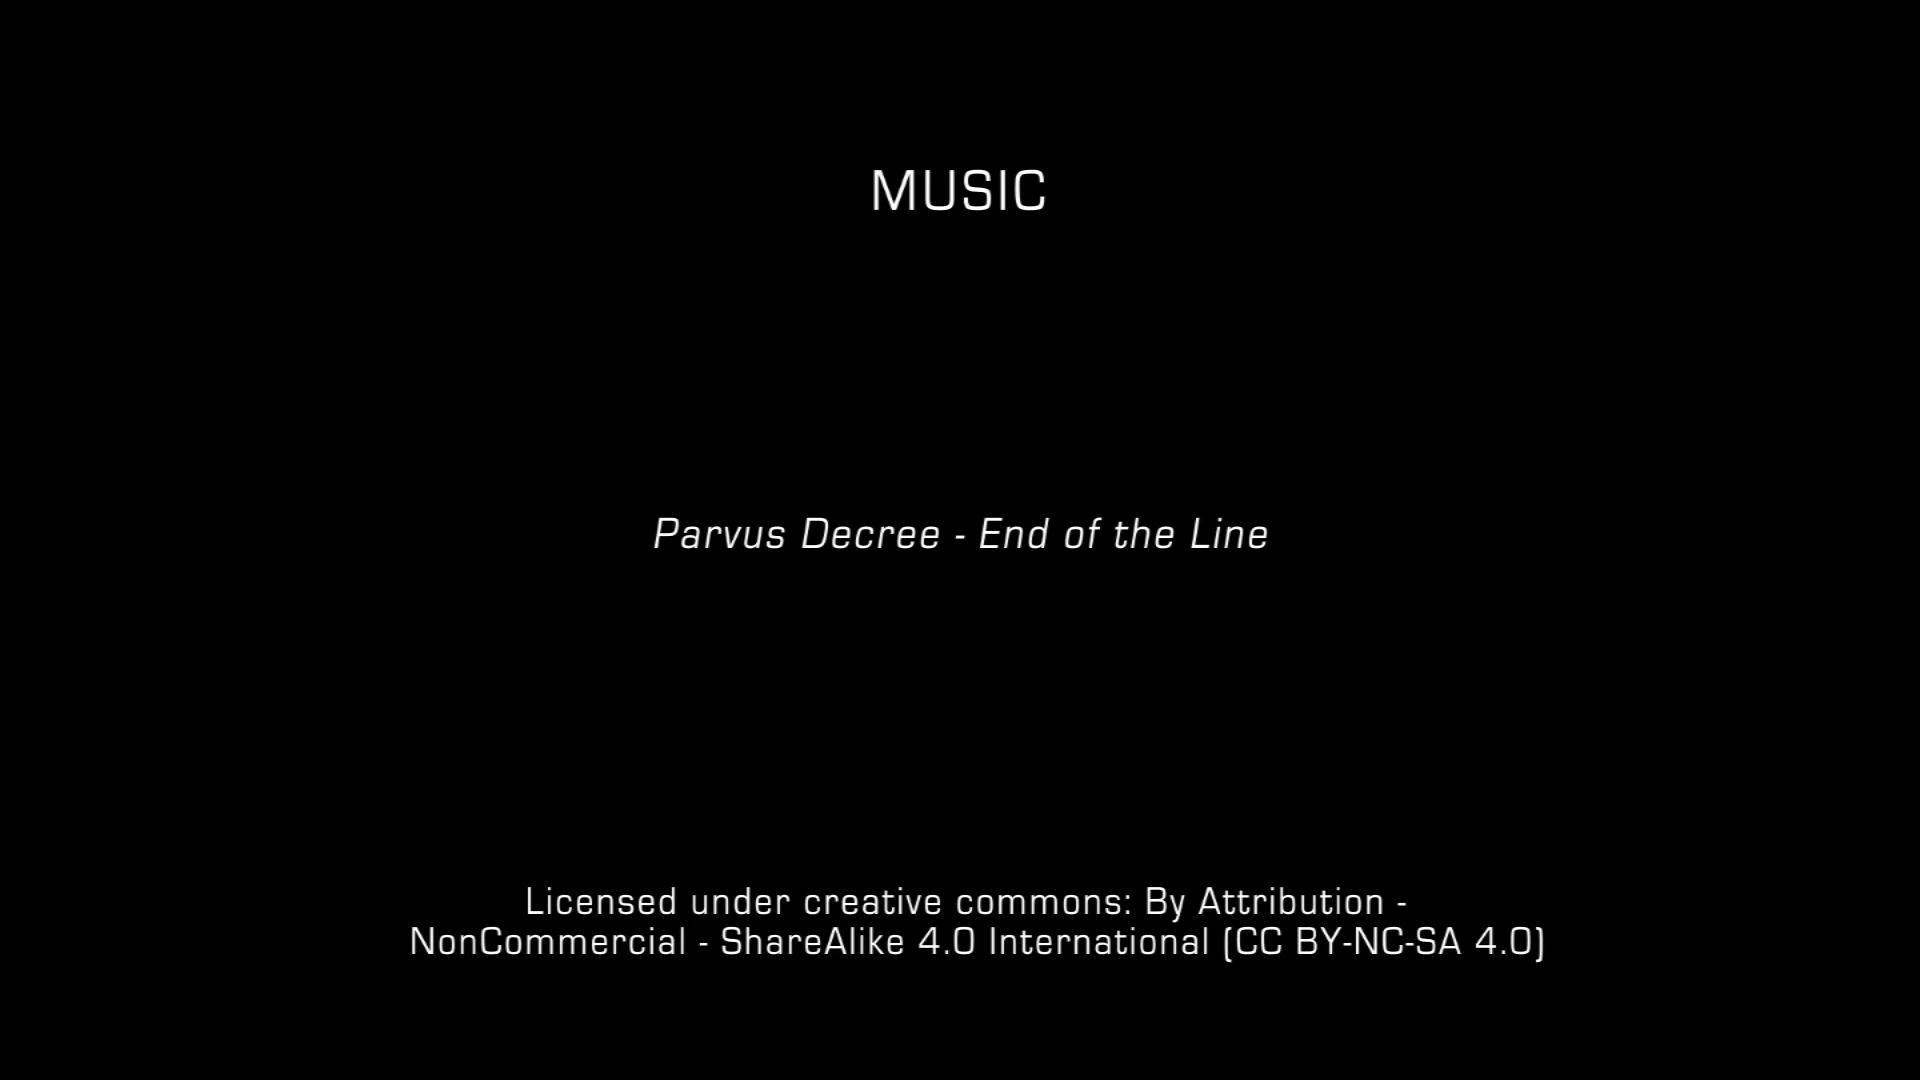 MUSIC
Parvus Decree - End of the Line
Licensed under creative commons: By Attribution -
NonCommercial - ShareAlike 4.0 International (CC BY-NC-SA 4.0)